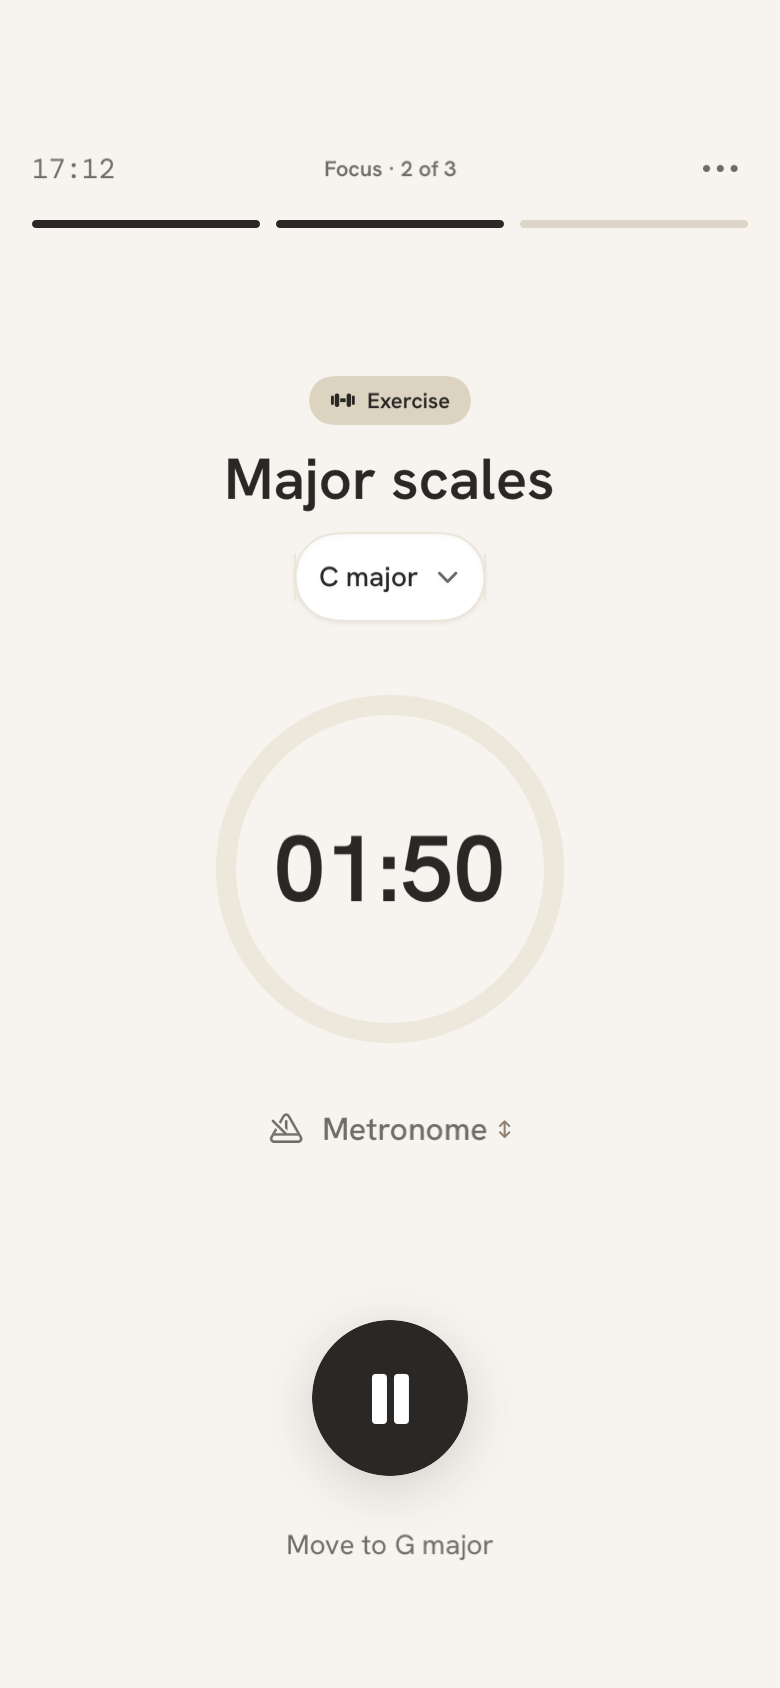 17:12
Focus · 2 of 3
Exercise
Major scales
C major
01:50
Metronome
Move to G major